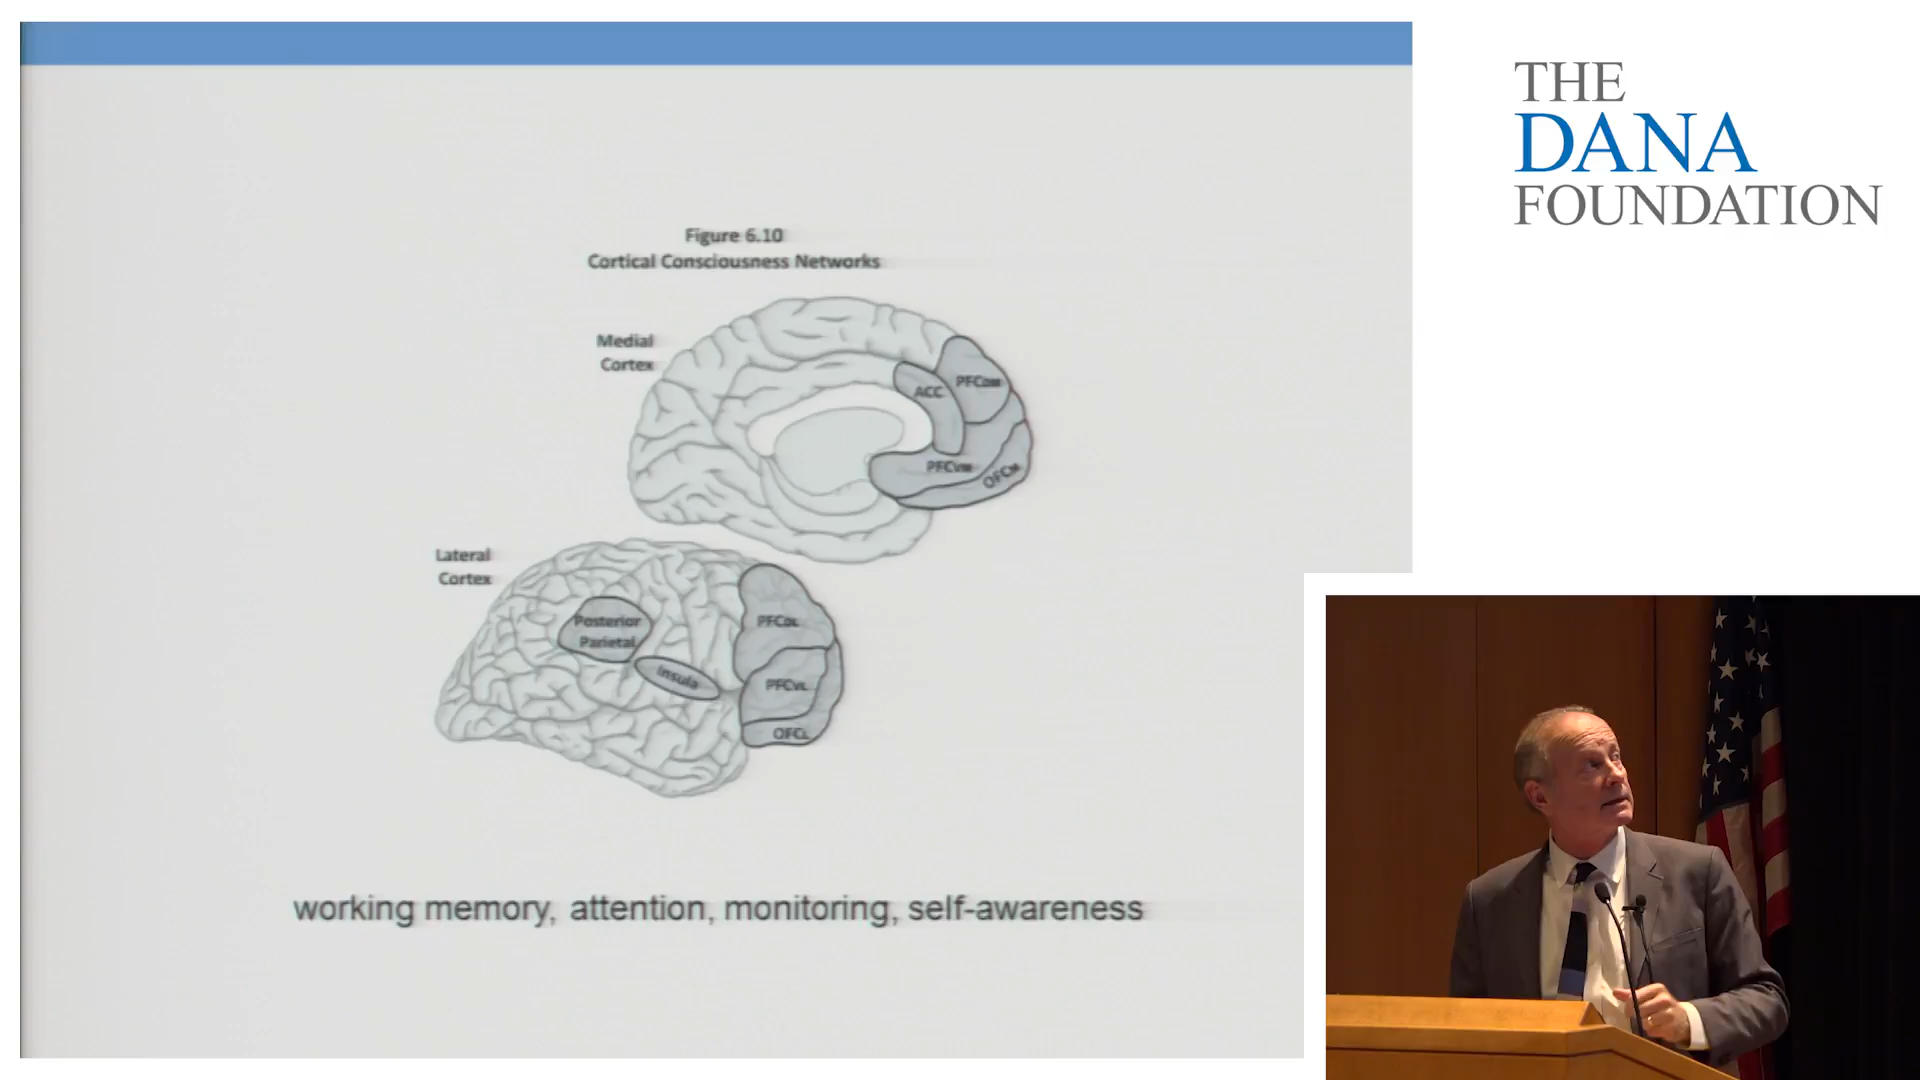 THE
DANA
FOUNDATION
Figure 6.10
Cortical Consciousness Networks
Medial
Cortex
ACC
PFCDM
PFCVM
OFCM
Lateral
Cortex
Posterior
Parietal
Insula
PFCDL
PFCVL
OFCL
working memory, attention, monitoring, self-awareness